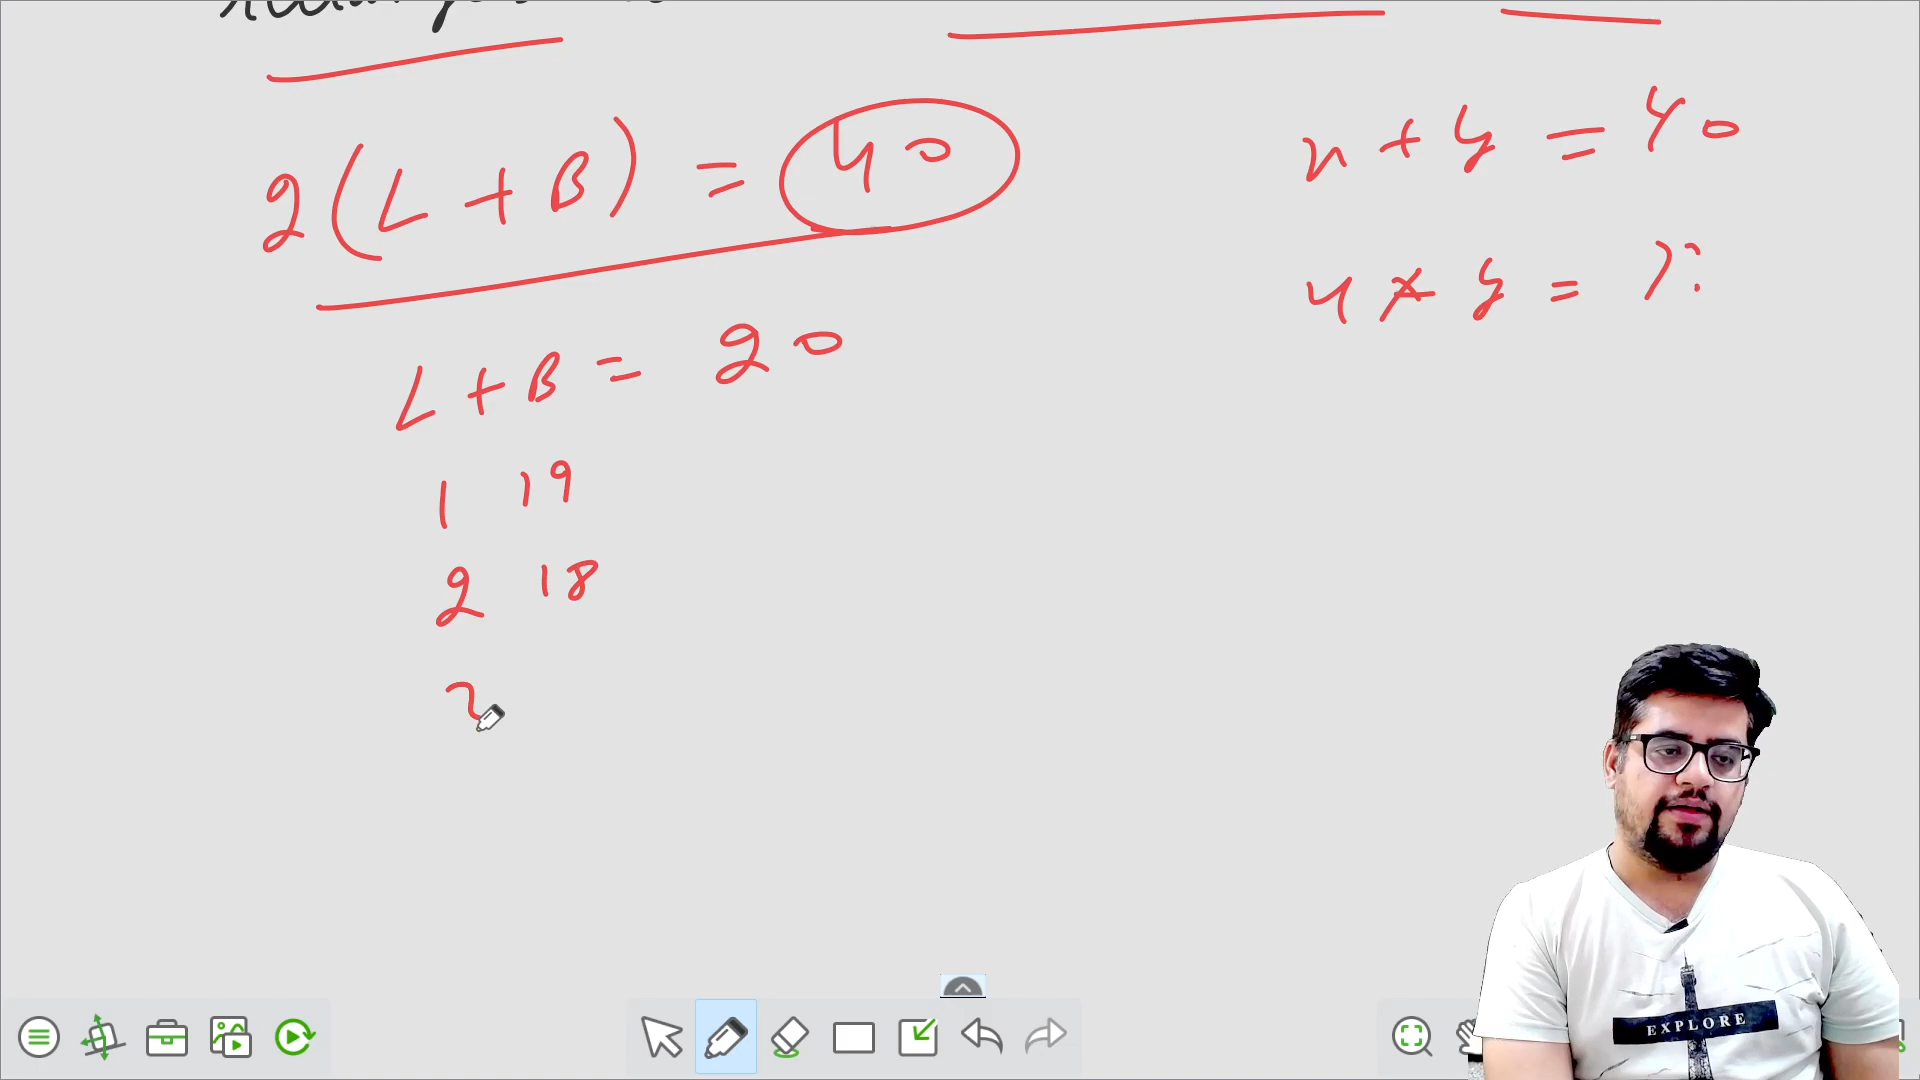 2(L + B) = 40
L + B = 20
1 19
2 18
x + y = 40
x * y = ??
EXPLORE